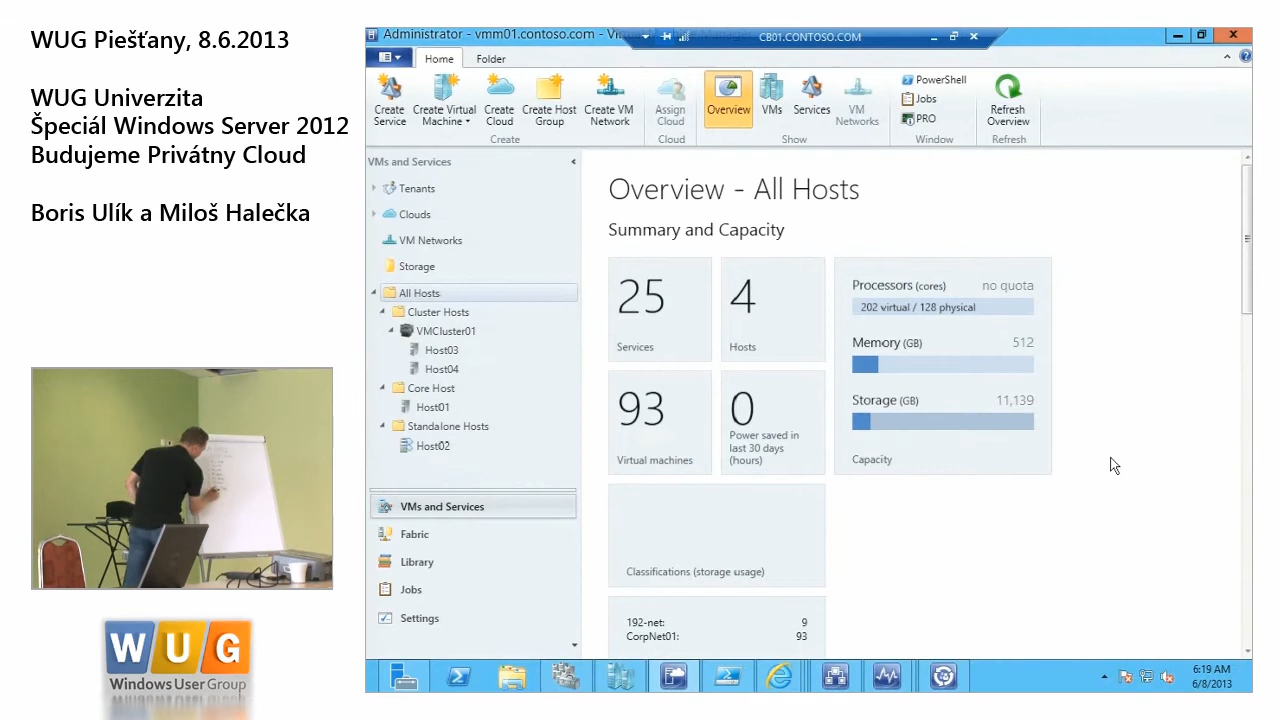 WUG Piešťany, 8.6.2013
WUG Univerzita
Špeciál Windows Server 2012
Budujeme Privátny Cloud
Boris Ulík a Miloš Halečka
WUG
Windows User Group
Administrator - vmm01.contoso.com - Virtual Machine Manager
CB01.CONTOSO.COM
Home
Folder
Create Service
Create Virtual Machine
Create Cloud
Create Host Group
Create VM Network
Create
Assign Cloud
Cloud
Overview
VMs
Services
VM Networks
Show
PowerShell
Jobs
PRO
Window
Refresh Overview
Refresh
VMs and Services
Tenants
Clouds
VM Networks
Storage
All Hosts
Cluster Hosts
VMCluster01
Host03
Host04
Core Host
Host01
Standalone Hosts
Host02
VMs and Services
Fabric
Library
Jobs
Settings
Overview - All Hosts
Summary and Capacity
25
Services
4
Hosts
93
Virtual machines
0
Power saved in
last 30 days
(hours)
Processors (cores) no quota
202 virtual / 128 physical
Memory (GB) 512
Storage (GB) 11,139
Capacity
Classifications (storage usage)
192-net: 9
CorpNet01: 93
6:19 AM
6/8/2013